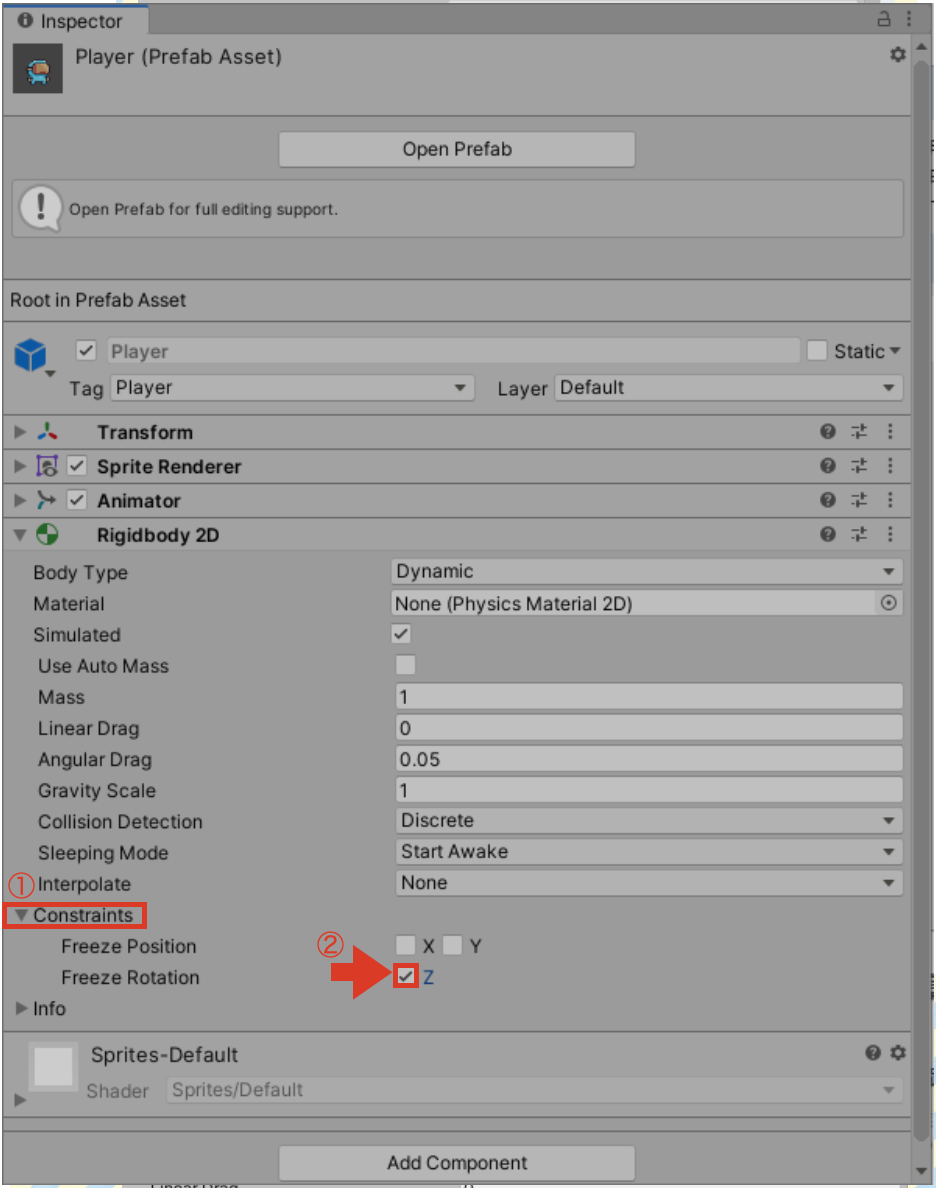 Inspector
Player (Prefab Asset)
Open Prefab
Open Prefab for full editing support.
Root in Prefab Asset
Player Static
Tag Player Layer Default
Transform
Sprite Renderer
Animator
Rigidbody 2D
Body Type Dynamic
Material None (Physics Material 2D)
Simulated
Use Auto Mass
Mass 1
Linear Drag 0
Angular Drag 0.05
Gravity Scale 1
Collision Detection Discrete
Sleeping Mode Start Awake
① Interpolate None
Constraints
Freeze Position X Y
② Freeze Rotation Z
Info
Sprites-Default
Shader Sprites/Default
Add Component
Linear Drag